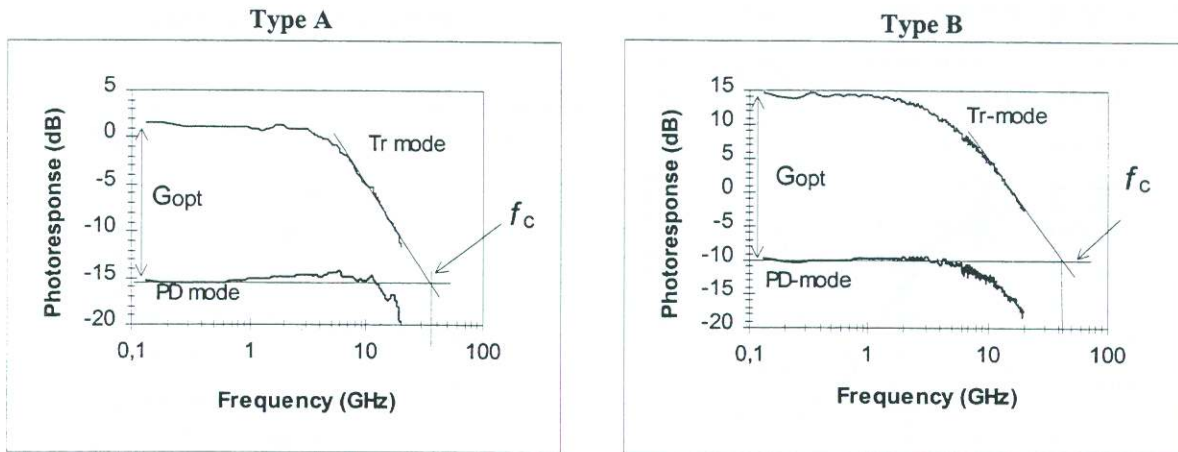 Type A
Photoresponse (dB)
5
0
-5
-10
-15
-20
Tr mode
Gopt
fc
PD mode
0,1
1
10
100
Frequency (GHz)
Type B
Photoresponse (dB)
15
10
5
0
-5
-10
-15
-20
Tr-mode
Gopt
fc
PD-mode
0,1
1
10
100
Frequency (GHz)